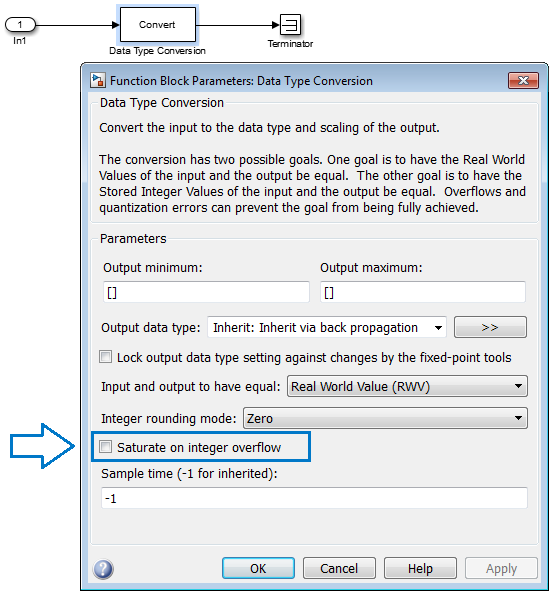 1
In1
Convert
Data Type Conversion
Terminator
Function Block Parameters: Data Type Conversion
Data Type Conversion
Convert the input to the data type and scaling of the output.
The conversion has two possible goals. One goal is to have the Real World
Values of the input and the output be equal.  The other goal is to have the
Stored Integer Values of the input and the output be equal.  Overflows and
quantization errors can prevent the goal from being fully achieved.
Parameters
Output minimum:
Output maximum:
[]
[]
Output data type: Inherit: Inherit via back propagation >>
Lock output data type setting against changes by the fixed-point tools
Input and output to have equal: Real World Value (RWV)
Integer rounding mode: Zero
Saturate on integer overflow
Sample time (-1 for inherited):
-1
? OK Cancel Help Apply